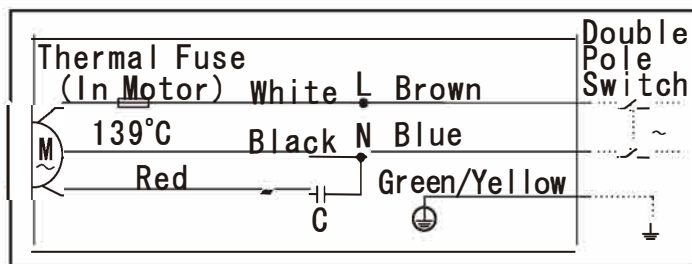 Thermal Fuse
(In Motor)
Double
Pole
Switch
White L Brown
139°C
Black N Blue
M
~
~
Red
Green/Yellow
C